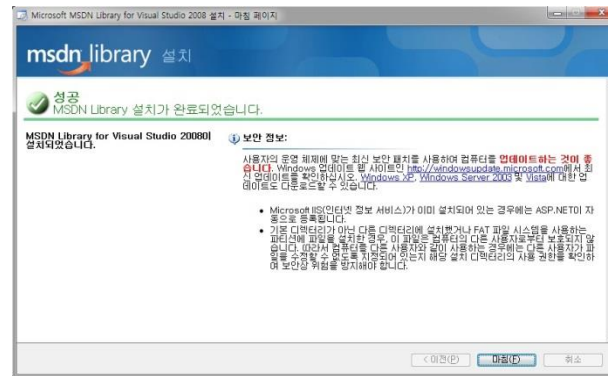 Microsoft MSDN Library for Visual Studio 2008 설치 - 마침 페이지
msdn library 설치
성공
MSDN Library 설치가 완료되었습니다.
MSDN Library for Visual Studio 2008이
설치되었습니다.
보안 정보:
사용자의 운영 체제에 맞는 최신 보안 패치를 사용하여 컴퓨터를 업데이트하는 것이 좋
습니다. Windows 업데이트 웹 사이트인 http://windowsupdate.microsoft.com에서 최
신 업데이트를 확인하십시오. Windows XP, Windows Server 2003 및 Vista에 대한 업
데이트도 다운로드할 수 있습니다.
• Microsoft IIS(인터넷 정보 서비스)가 이미 설치되어 있는 경우에는 ASP.NET이 자
동으로 등록됩니다.
• 기본 디렉터리가 아닌 다른 디렉터리에 설치했거나 FAT 파일 시스템을 사용하는
파티션에 파일을 설치한 경우, 이 파일은 컴퓨터의 다른 사용자로부터 보호되지 않
습니다. 따라서 컴퓨터를 다른 사용자와 같이 사용하는 경우에는 다른 사용자가 파
일을 수정할 수 없도록 지정되어 있는지 해당 설치 디렉터리의 사용 권한을 확인하
여 보안상 위험을 방지해야 합니다.
< 이전(P) 마침(F) 취소